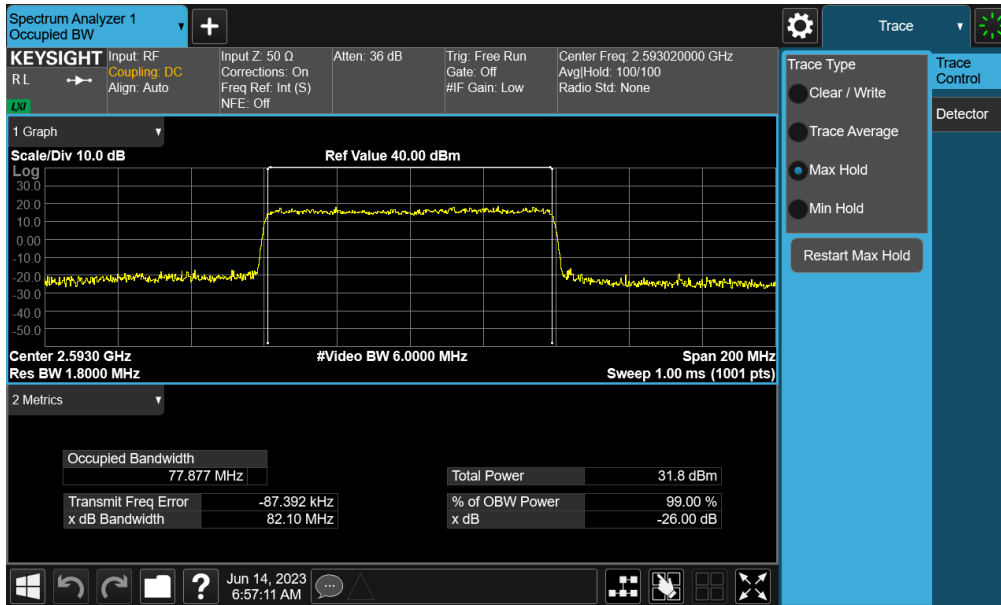 Spectrum Analyzer 1
Occupied BW
Trace
KEYSIGHT
R L
LXI
Input: RF
Coupling: DC
Align: Auto
Input Z: 50 Ω
Corrections: On
Freq Ref: Int (S)
NFE: Off
Atten: 36 dB
Trig: Free Run
Gate: Off
#IF Gain: Low
Center Freq: 2.593020000 GHz
Avg|Hold: 100/100
Radio Std: None
1 Graph
Scale/Div 10.0 dB
Ref Value 40.00 dBm
Log
30.0
20.0
10.0
0.00
-10.0
-20.0
-30.0
-40.0
-50.0
Center 2.5930 GHz
#Video BW 6.0000 MHz
Span 200 MHz
Res BW 1.8000 MHz
Sweep 1.00 ms (1001 pts)
2 Metrics
Occupied Bandwidth
77.877 MHz
Total Power 31.8 dBm
Transmit Freq Error -87.392 kHz
% of OBW Power 99.00 %
x dB Bandwidth 82.10 MHz
x dB -26.00 dB
Trace Type
Clear / Write
Trace Average
Max Hold
Min Hold
Restart Max Hold
Trace
Control
Detector
?
Jun 14, 2023
6:57:11 AM